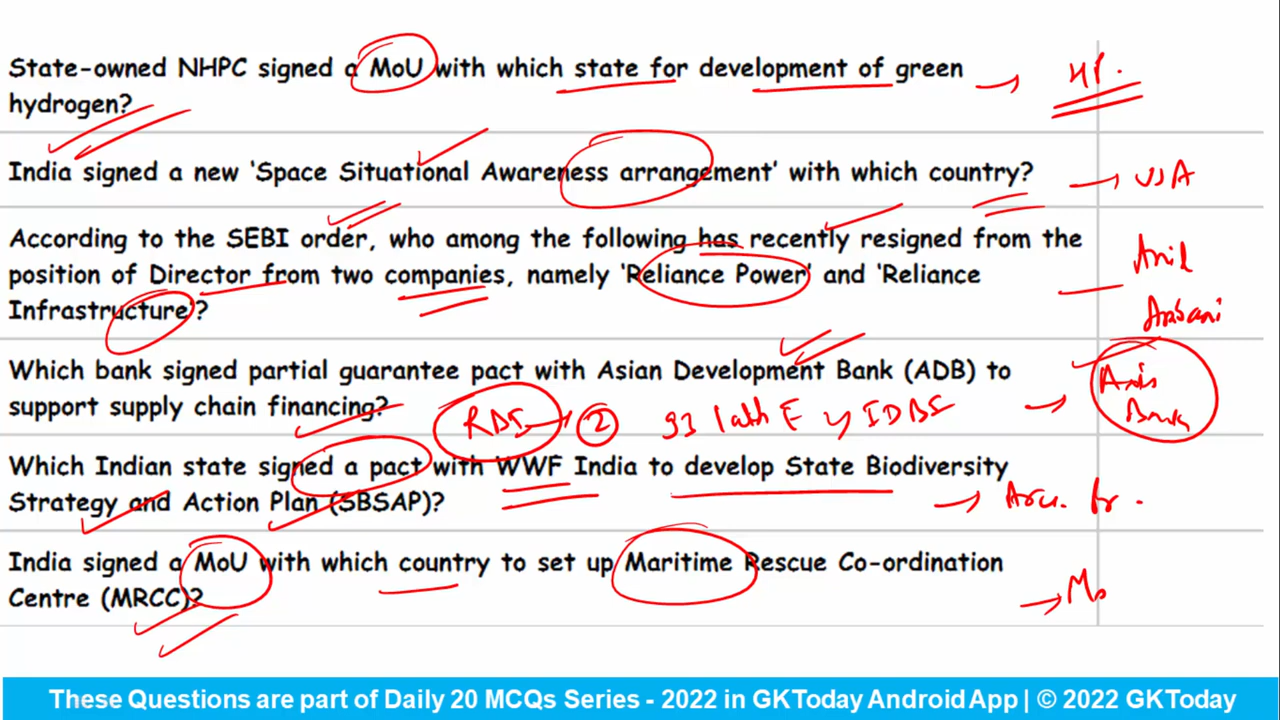 State-owned NHPC signed a MoU with which state for development of green
hydrogen?
HP.
India signed a new 'Space Situational Awareness arrangement' with which country?
USA
According to the SEBI order, who among the following has recently resigned from the
position of Director from two companies, namely 'Reliance Power' and 'Reliance
Infrastructure'?
Anil
Ambani
Which bank signed partial guarantee pact with Asian Development Bank (ADB) to
support supply chain financing?
Axis
Bank
2
IDBI
Which Indian state signed a pact with WWF India to develop State Biodiversity
Strategy and Action Plan (SBSAP)?
India signed a MoU with which country to set up Maritime Rescue Co-ordination
Centre (MRCC)?
These Questions are part of Daily 20 MCQs Series - 2022 in GKToday Android App | © 2022 GKToday